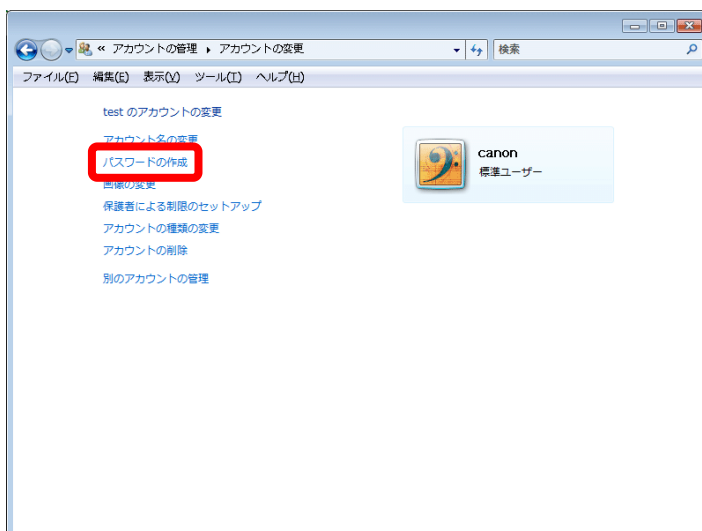 « アカウントの管理 ▸ アカウントの変更
検索
ファイル(F) 編集(E) 表示(V) ツール(T) ヘルプ(H)
test のアカウントの変更
アカウント名の変更
パスワードの作成
画像の変更
保護者による制限のセットアップ
アカウントの種類の変更
アカウントの削除
別のアカウントの管理
canon
標準ユーザー